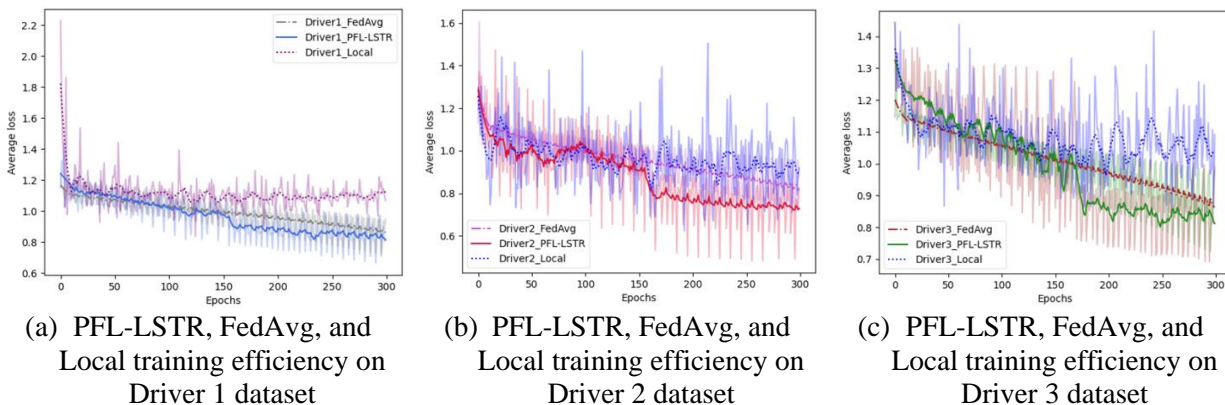 2.2
2.0
1.8
1.6
1.4
1.2
1.0
0.8
0.6
Average loss
0 50 100 150 200 250 300
Epochs
Driver1_FedAvg
Driver1_PFL-LSTR
Driver1_Local
1.6
1.4
1.2
1.0
0.8
0.6
Average loss
0 50 100 150 200 250 300
Epochs
Driver2_FedAvg
Driver2_PFL-LSTR
Driver2_Local
1.4
1.3
1.2
1.1
1.0
0.9
0.8
0.7
Average loss
0 50 100 150 200 250 300
Epochs
Driver3_FedAvg
Driver3_PFL-LSTR
Driver3_Local
(a) PFL-LSTR, FedAvg, and
Local training efficiency on
Driver 1 dataset
(b) PFL-LSTR, FedAvg, and
Local training efficiency on
Driver 2 dataset
(c) PFL-LSTR, FedAvg, and
Local training efficiency on
Driver 3 dataset